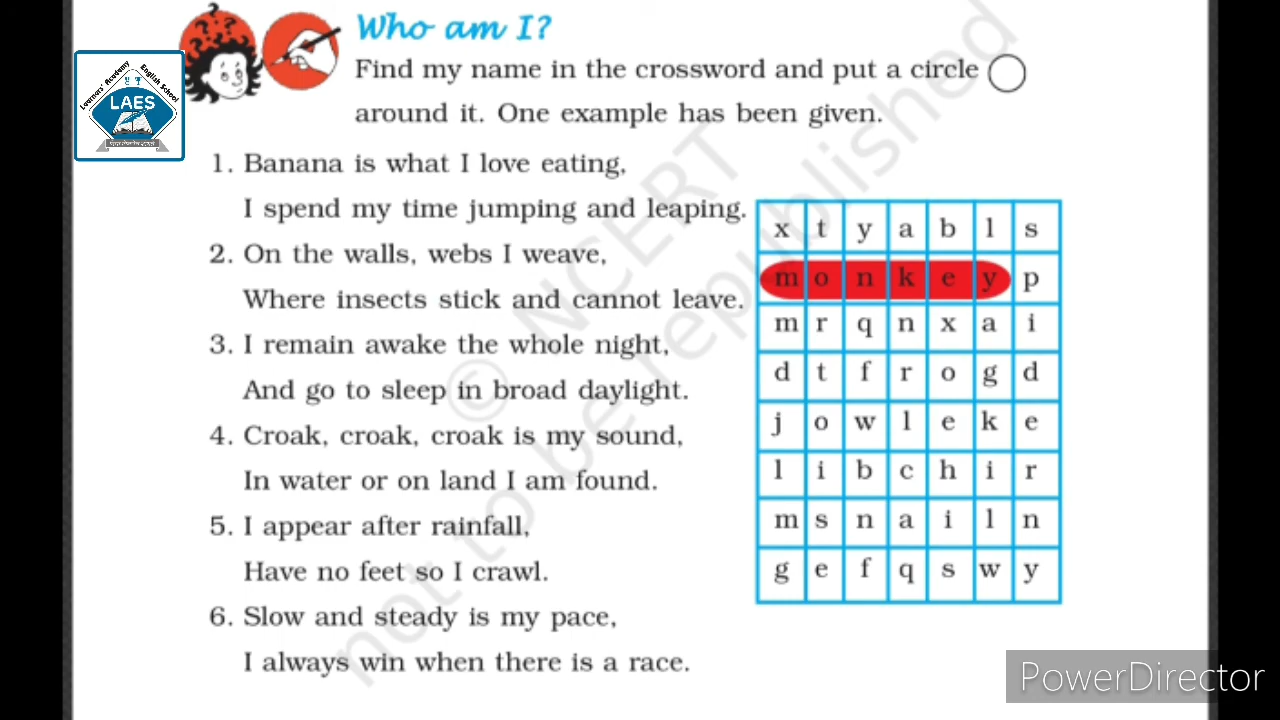 Who am I?
Find my name in the crossword and put a circle
around it. One example has been given.
Learners' Academy English School
LAES
1. Banana is what I love eating,
I spend my time jumping and leaping.
2. On the walls, webs I weave,
Where insects stick and cannot leave.
3. I remain awake the whole night,
And go to sleep in broad daylight.
4. Croak, croak, croak is my sound,
In water or on land I am found.
5. I appear after rainfall,
Have no feet so I crawl.
6. Slow and steady is my pace,
I always win when there is a race.
x t y a b l s
m o n k e y p
m r q n x a i
d t f r o g d
j o w l e k e
l i b c h i r
m s n a i l n
g e f q s w y
© NCERT
not to be republished
PowerDirector